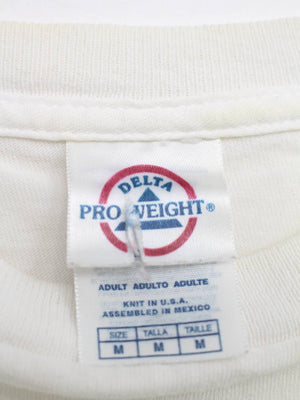 DELTA
PRO WEIGHT®
ADULT ADULTO ADULTE
KNIT IN U.S.A.
ASSEMBLED IN MEXICO
SIZE TALLA TAILLE
M M M